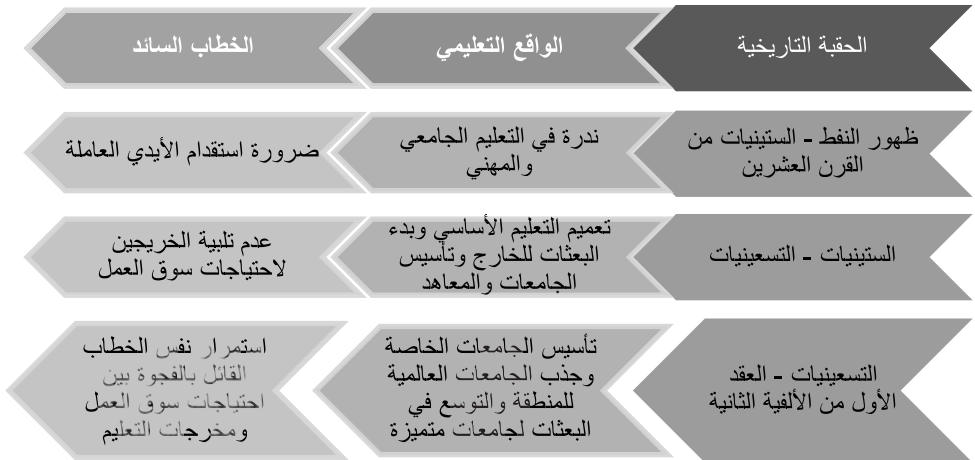 الحقبة التاريخية
الواقع التعليمي
الخطاب السائد
ظهور النفط - الستينيات من
القرن العشرين
ندرة في التعليم الجامعي
والمهني
ضرورة استقدام الأيدي العاملة
الستينيات - التسعينيات
تعميم التعليم الأساسي وبدء
البعثات للخارج وتأسيس
الجامعات والمعاهد
عدم تلبية الخريجين
لاحتياجات سوق العمل
التسعينيات - العقد
الأول من الألفية الثانية
تأسيس الجامعات الخاصة
وجذب الجامعات العالمية
للمنطقة والتوسع في
البعثات لجامعات متميزة
استمرار نفس الخطاب
القائل بالفجوة بين
احتياجات سوق العمل
ومخرجات التعليم